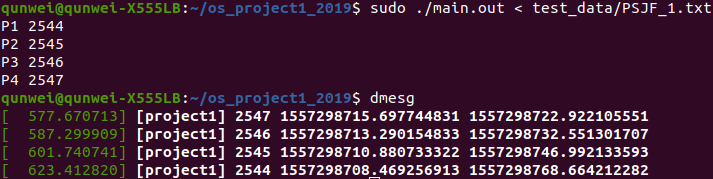 qunwei@qunwei-X555LB:~/os_project1_2019$ sudo ./main.out < test_data/PSJF_1.txt
P1 2544
P2 2545
P3 2546
P4 2547
qunwei@qunwei-X555LB:~/os_project1_2019$ dmesg
[  577.670713] [project1] 2547 1557298715.697744831 1557298722.922105551
[  587.299909] [project1] 2546 1557298713.290154833 1557298732.551301707
[  601.740741] [project1] 2545 1557298710.880733322 1557298746.992133593
[  623.412820] [project1] 2544 1557298708.469256913 1557298768.664212282